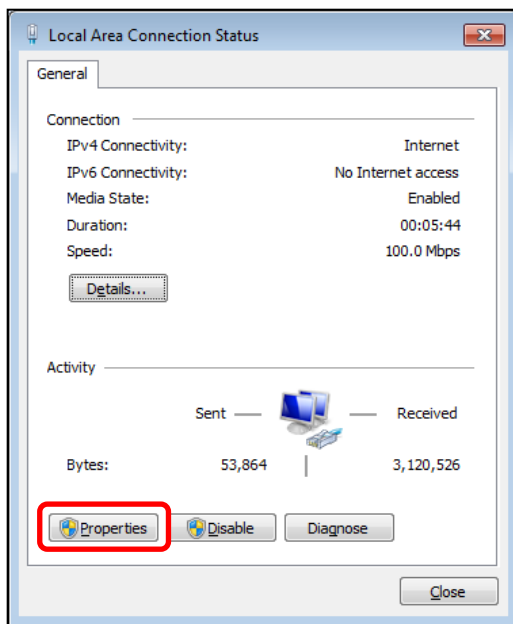 Local Area Connection Status
General
Connection
IPv4 Connectivity: Internet
IPv6 Connectivity: No Internet access
Media State: Enabled
Duration: 00:05:44
Speed: 100.0 Mbps
Details...
Activity
Sent Received
Bytes: 53,864 3,120,526
Properties Disable Diagnose
Close